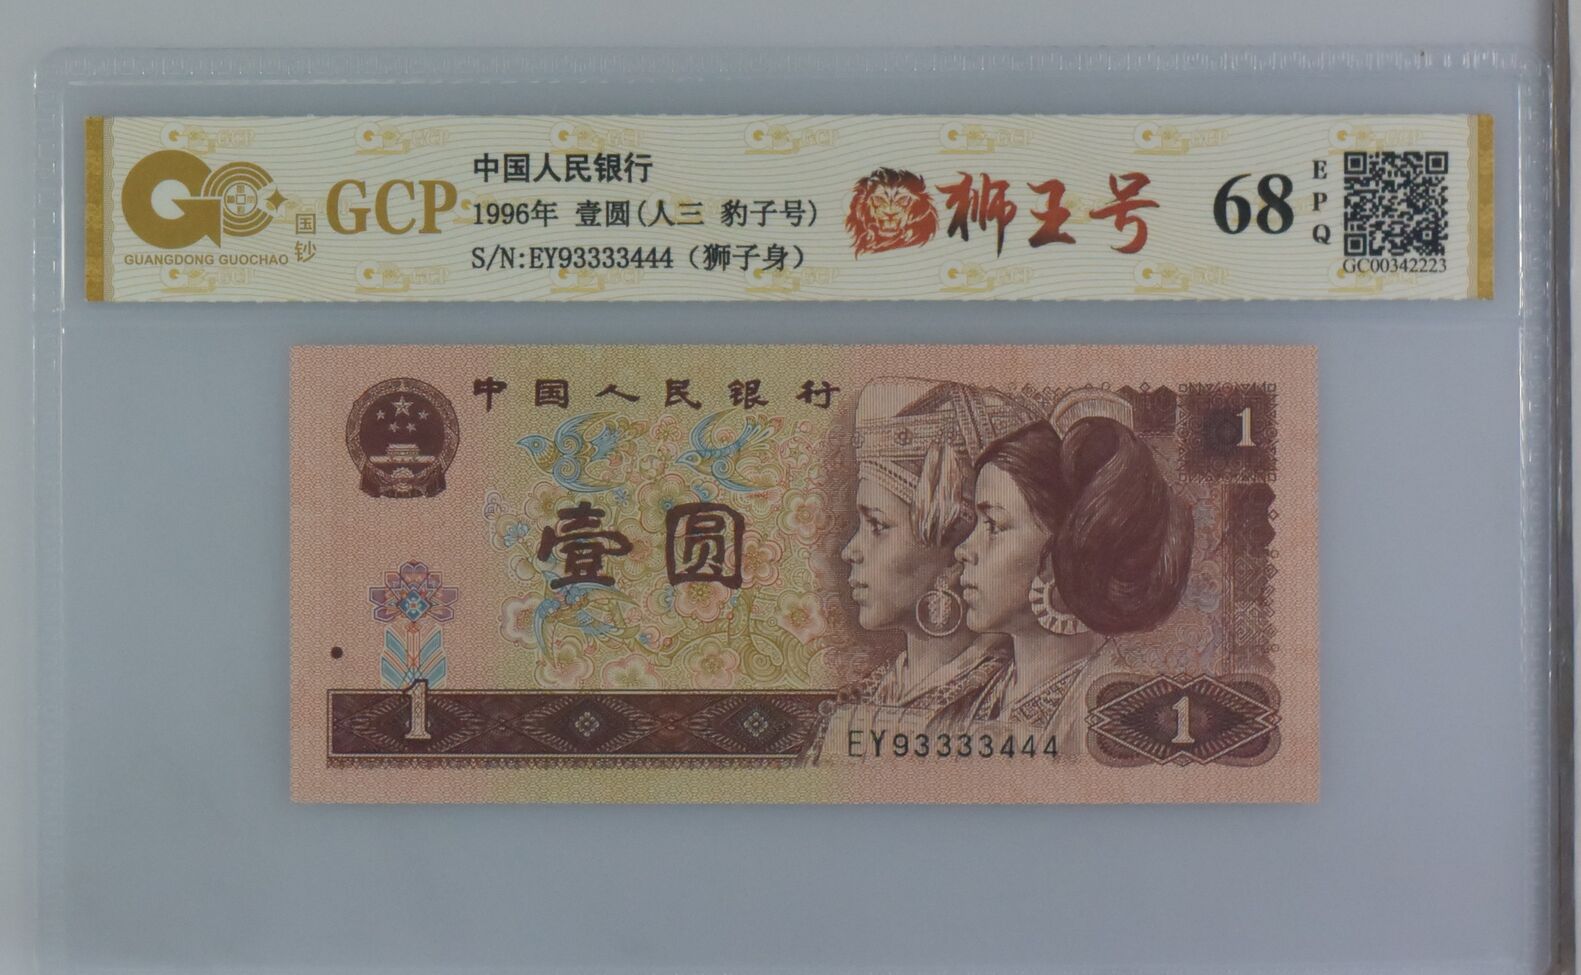 GCP
国钞
GUANGDONG GUOCHAO
中国人民银行
1996年 壹圆(人三 豹子号)
S/N:EY93333444（狮子身）
狮王号
68
EPQ
GC00342223
中国人民银行
1
壹圆
1
1
EY93333444